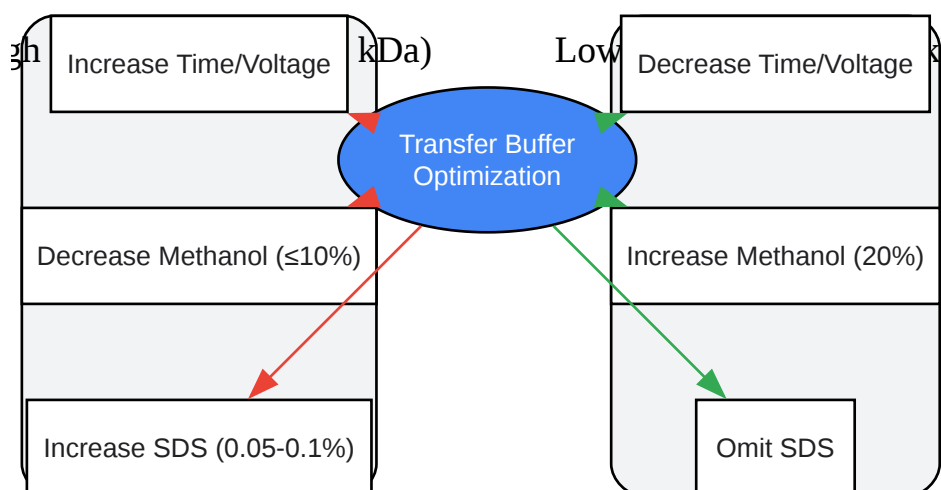 kDa)
Low
Increase Time/Voltage
Decrease Time/Voltage
Transfer Buffer
Optimization
Decrease Methanol (≤10%)
Increase Methanol (20%)
Increase SDS (0.05-0.1%)
Omit SDS